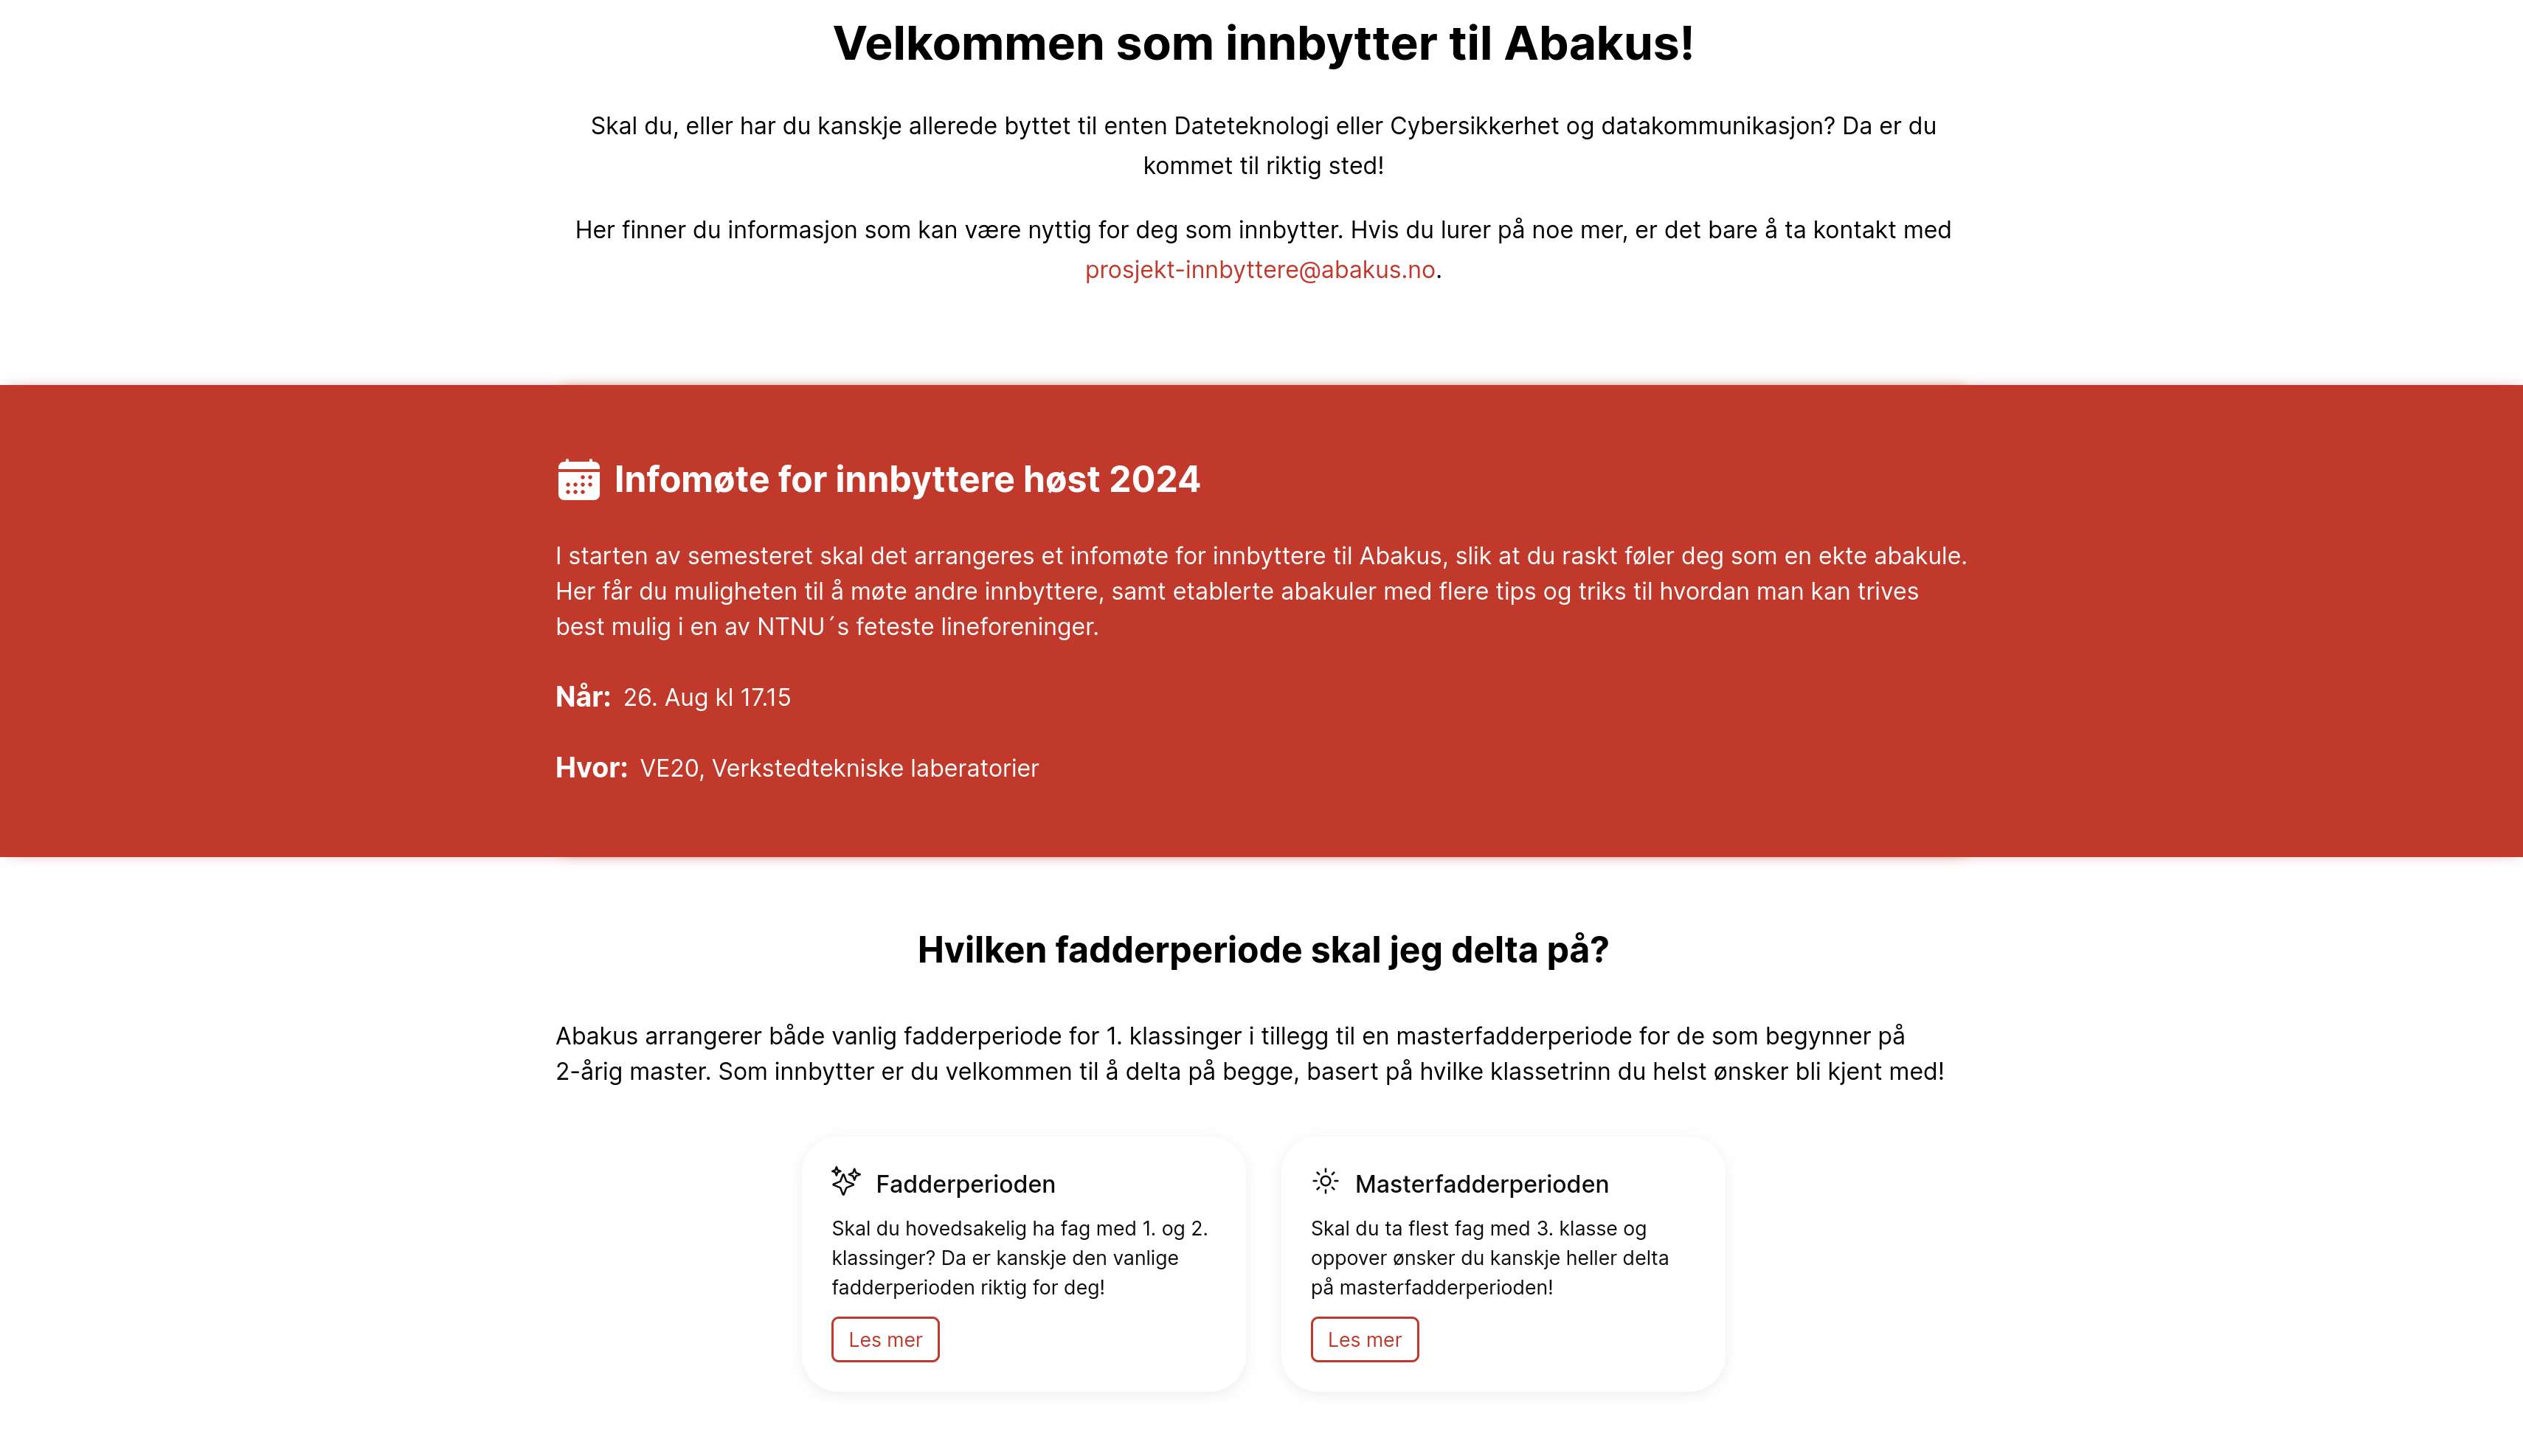 Velkommen som innbytter til Abakus!
Skal du, eller har du kanskje allerede byttet til enten Dateteknologi eller Cybersikkerhet og datakommunikasjon? Da er du
kommet til riktig sted!
Her finner du informasjon som kan være nyttig for deg som innbytter. Hvis du lurer på noe mer, er det bare å ta kontakt med
prosjekt-innbyttere@abakus.no.
Infomøte for innbyttere høst 2024
I starten av semesteret skal det arrangeres et infomøte for innbyttere til Abakus, slik at du raskt føler deg som en ekte abakule.
Her får du muligheten til å møte andre innbyttere, samt etablerte abakuler med flere tips og triks til hvordan man kan trives
best mulig i en av NTNU´s feteste lineforeninger.
Når: 26. Aug kl 17.15
Hvor: VE20, Verkstedtekniske laberatorier
Hvilken fadderperiode skal jeg delta på?
Abakus arrangerer både vanlig fadderperiode for 1. klassinger i tillegg til en masterfadderperiode for de som begynner på
2-årig master. Som innbytter er du velkommen til å delta på begge, basert på hvilke klassetrinn du helst ønsker bli kjent med!
Fadderperioden
Skal du hovedsakelig ha fag med 1. og 2.
klassinger? Da er kanskje den vanlige
fadderperioden riktig for deg!
Les mer
Masterfadderperioden
Skal du ta flest fag med 3. klasse og
oppover ønsker du kanskje heller delta
på masterfadderperioden!
Les mer